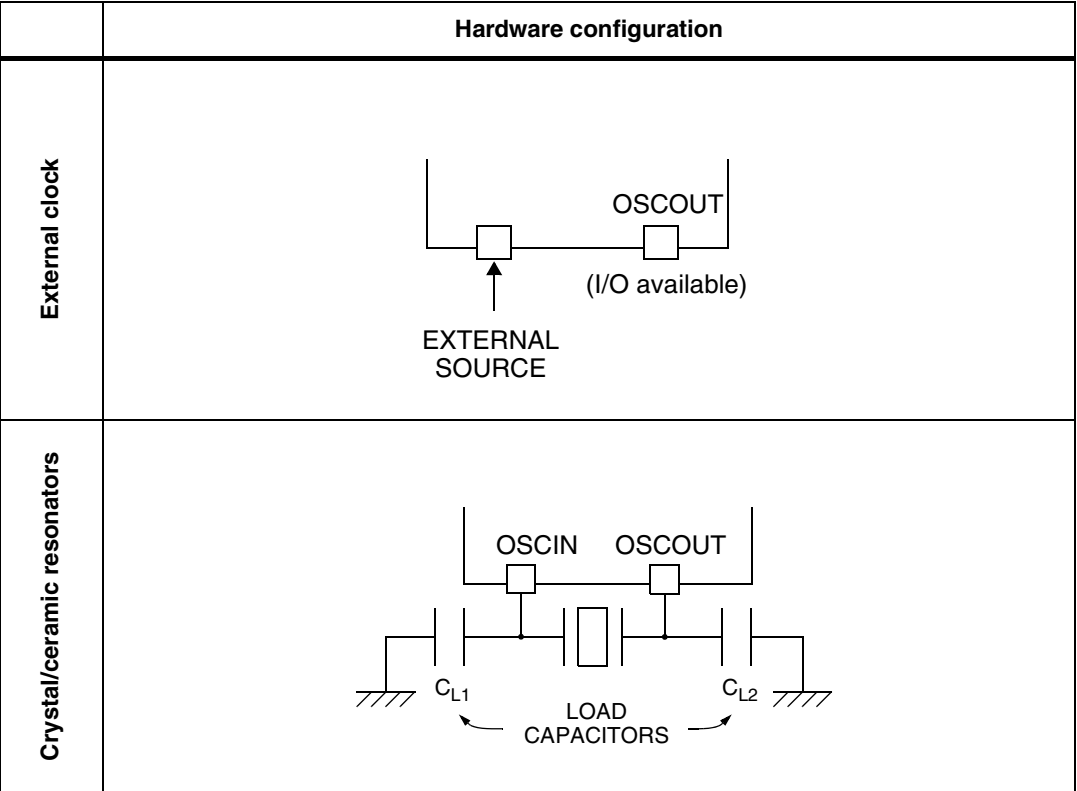 Hardware configuration
External clock
OSCOUT
(I/O available)
EXTERNAL
SOURCE
Crystal/ceramic resonators
OSCIN OSCOUT
CL1 CL2
LOAD
CAPACITORS